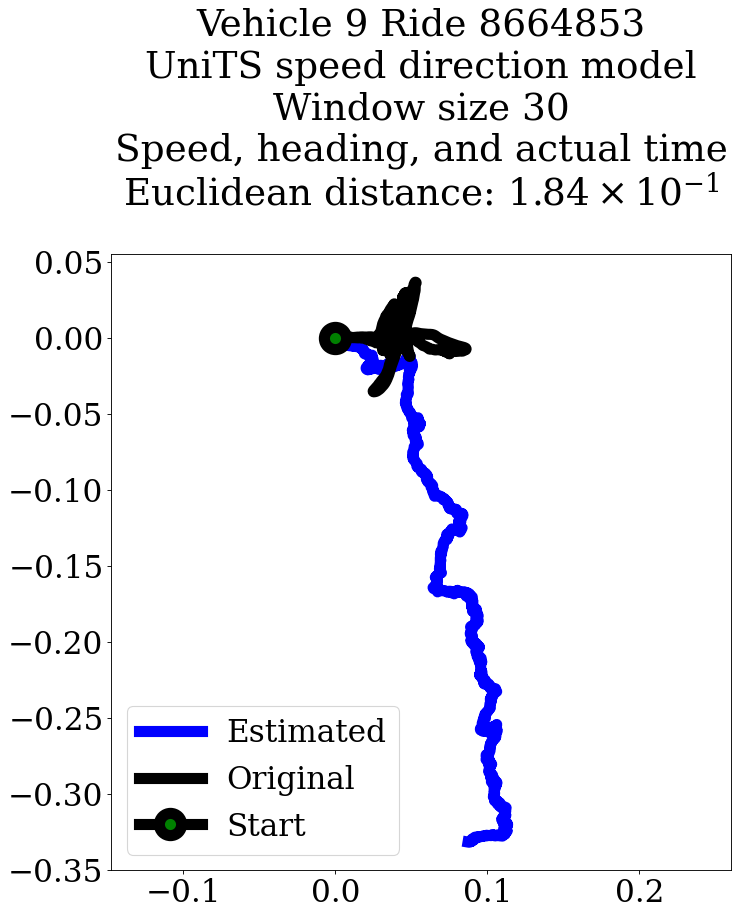 Vehicle 9 Ride 8664853
UniTS speed direction model
Window size 30
Speed, heading, and actual time
Euclidean distance: 1.84 × 10⁻¹
0.05
0.00
−0.05
−0.10
−0.15
−0.20
−0.25
−0.30
−0.35
Estimated
Original
Start
−0.1 0.0 0.1 0.2